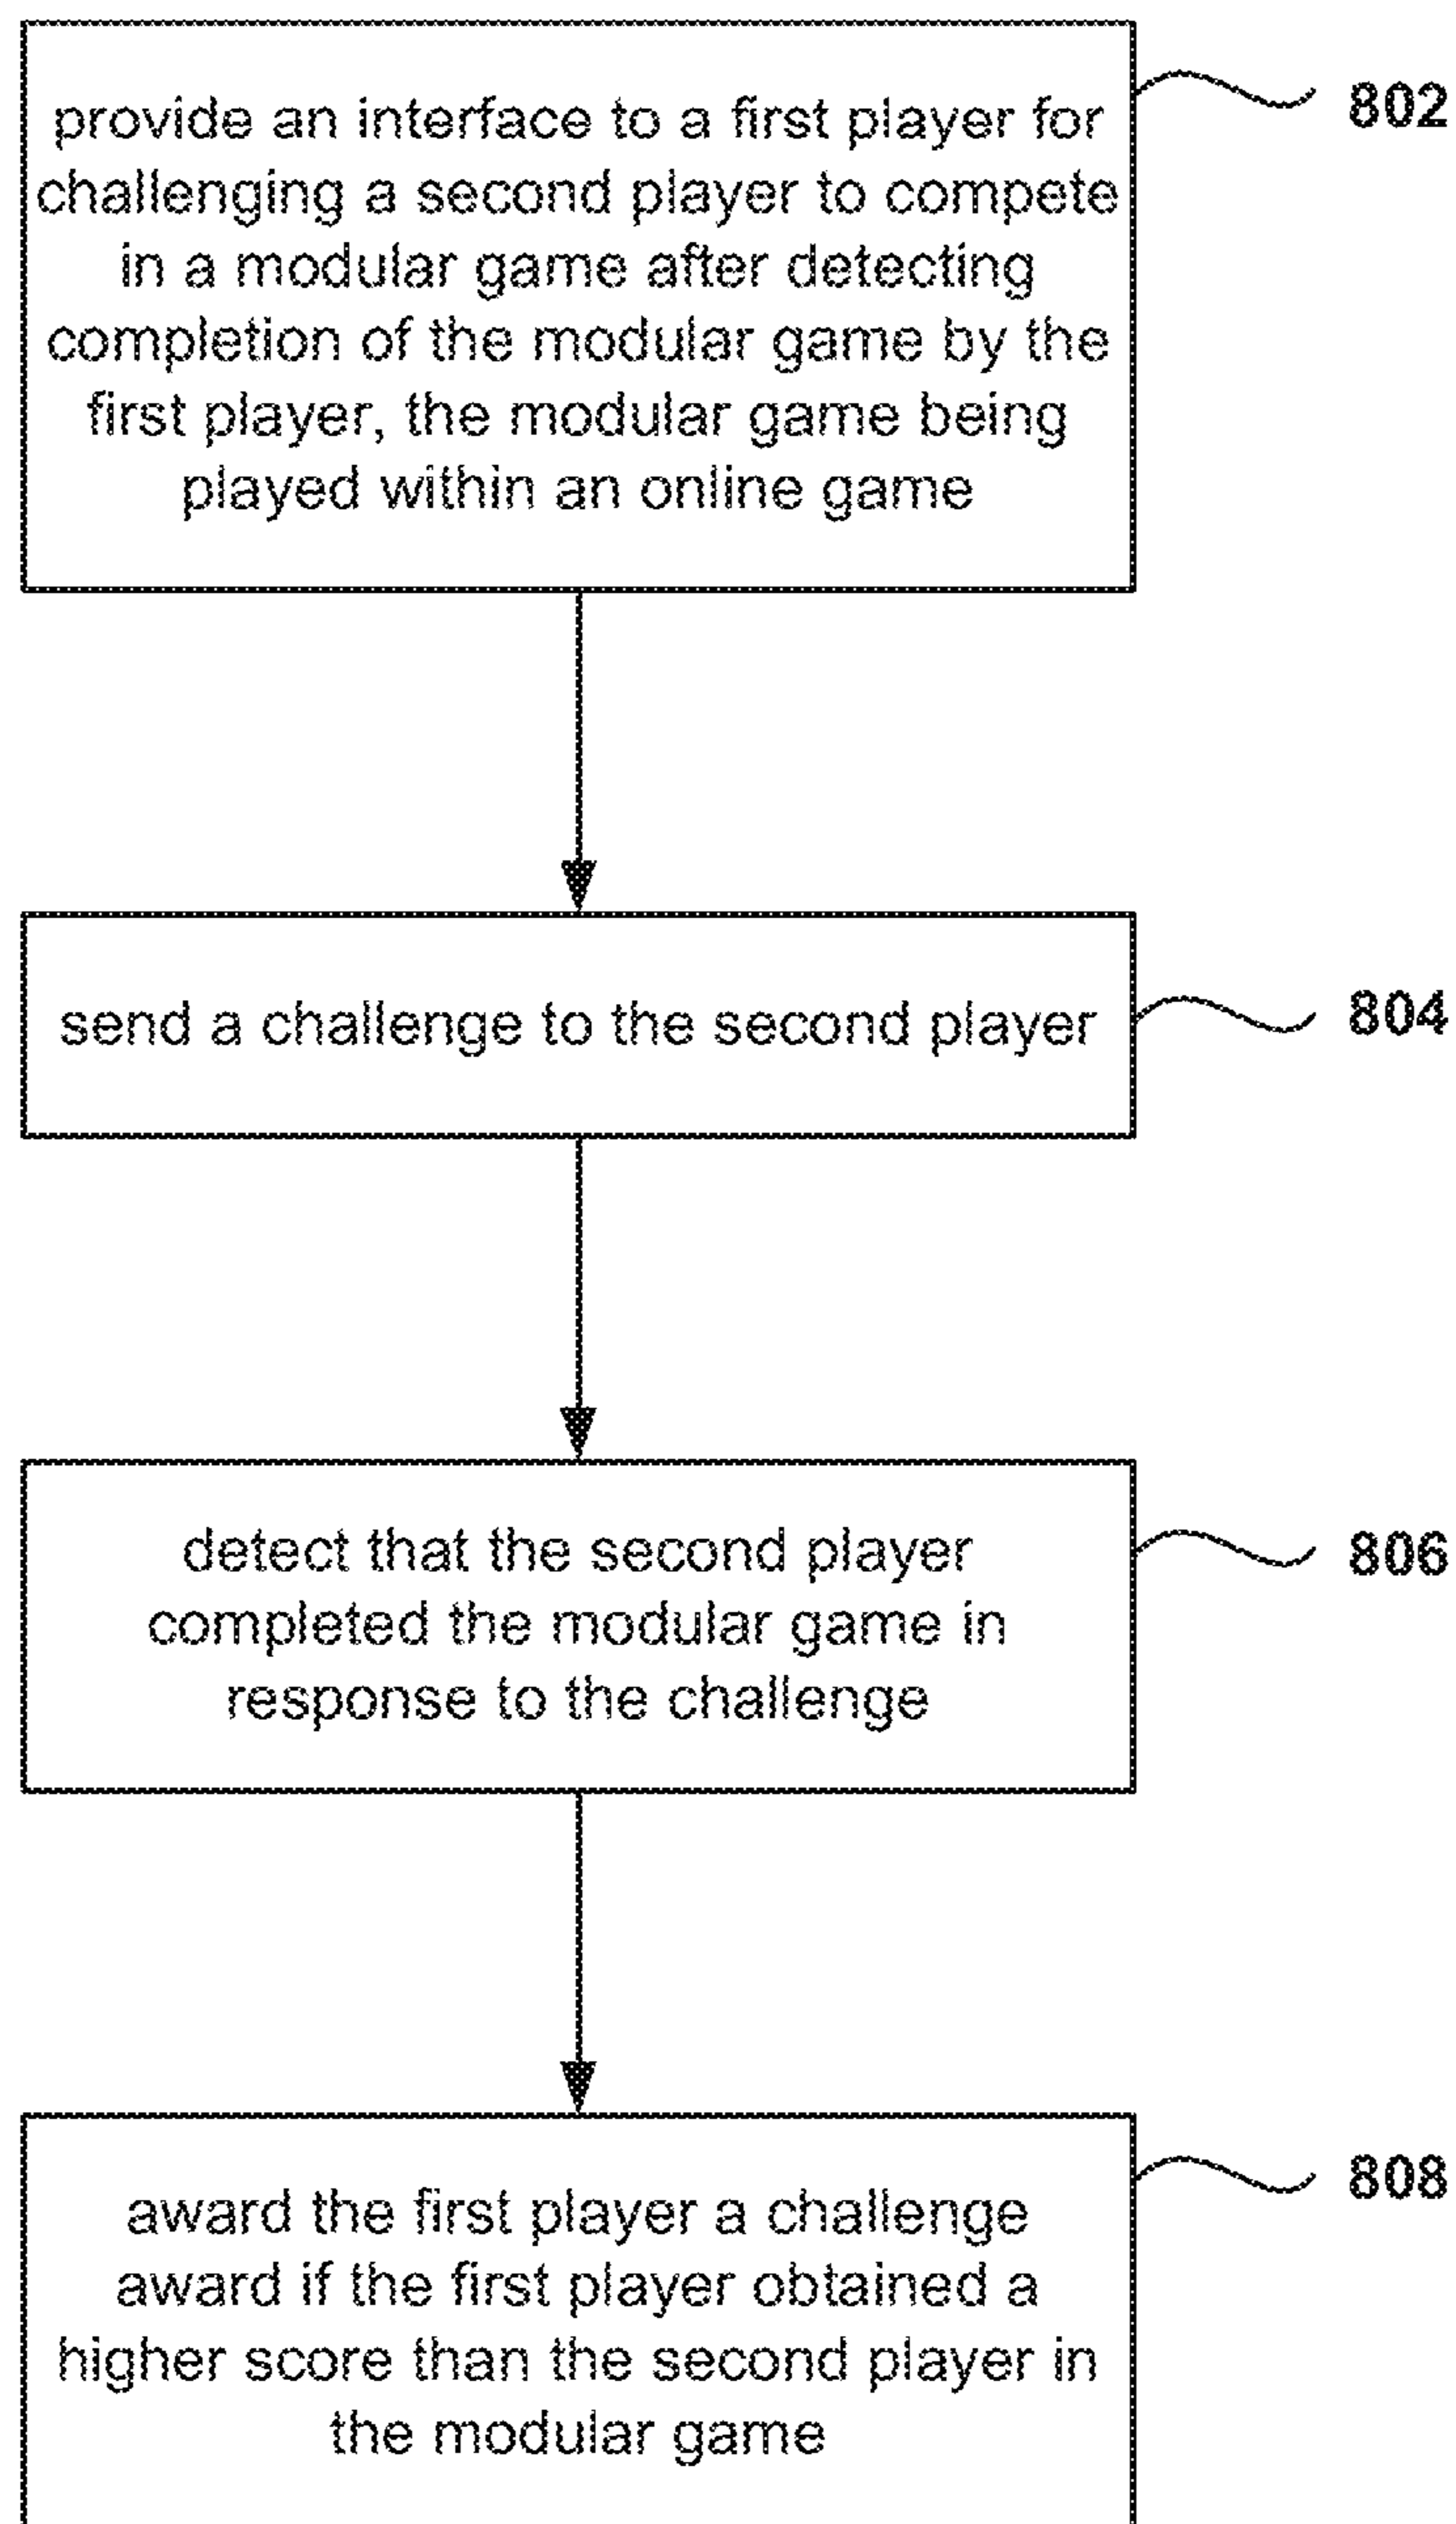 provide an interface to a first player for
challenging a second player to compete
in a modular game after detecting
completion of the modular game by the
first player, the modular game being
played within an online game
802
send a challenge to the second player
804
detect that the second player
completed the modular game in
response to the challenge
806
award the first player a challenge
award if the first player obtained a
higher score than the second player in
the modular game
808